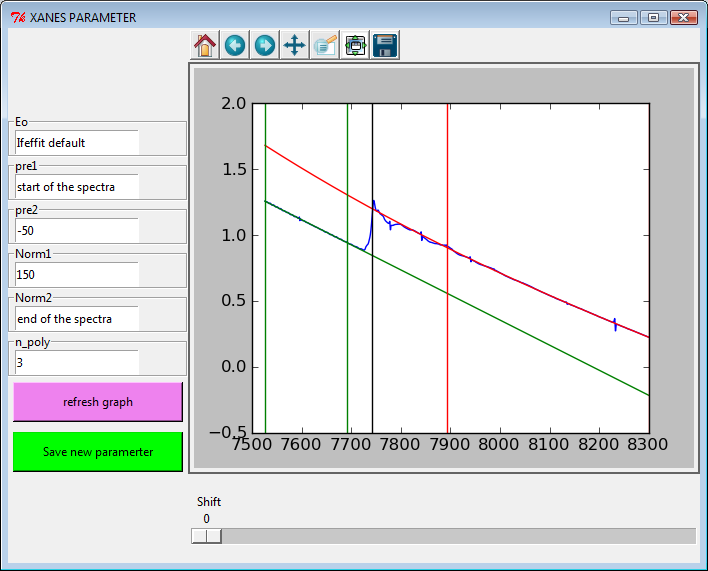 XANES PARAMETER
Eo
Ifeffit default
pre1
start of the spectra
pre2
-50
Norm1
150
Norm2
end of the spectra
n_poly
3
refresh graph
Save new paramerter
2.0
1.5
1.0
0.5
0.0
−0.5
7500 7600 7700 7800 7900 8000 8100 8200 8300
Shift
0